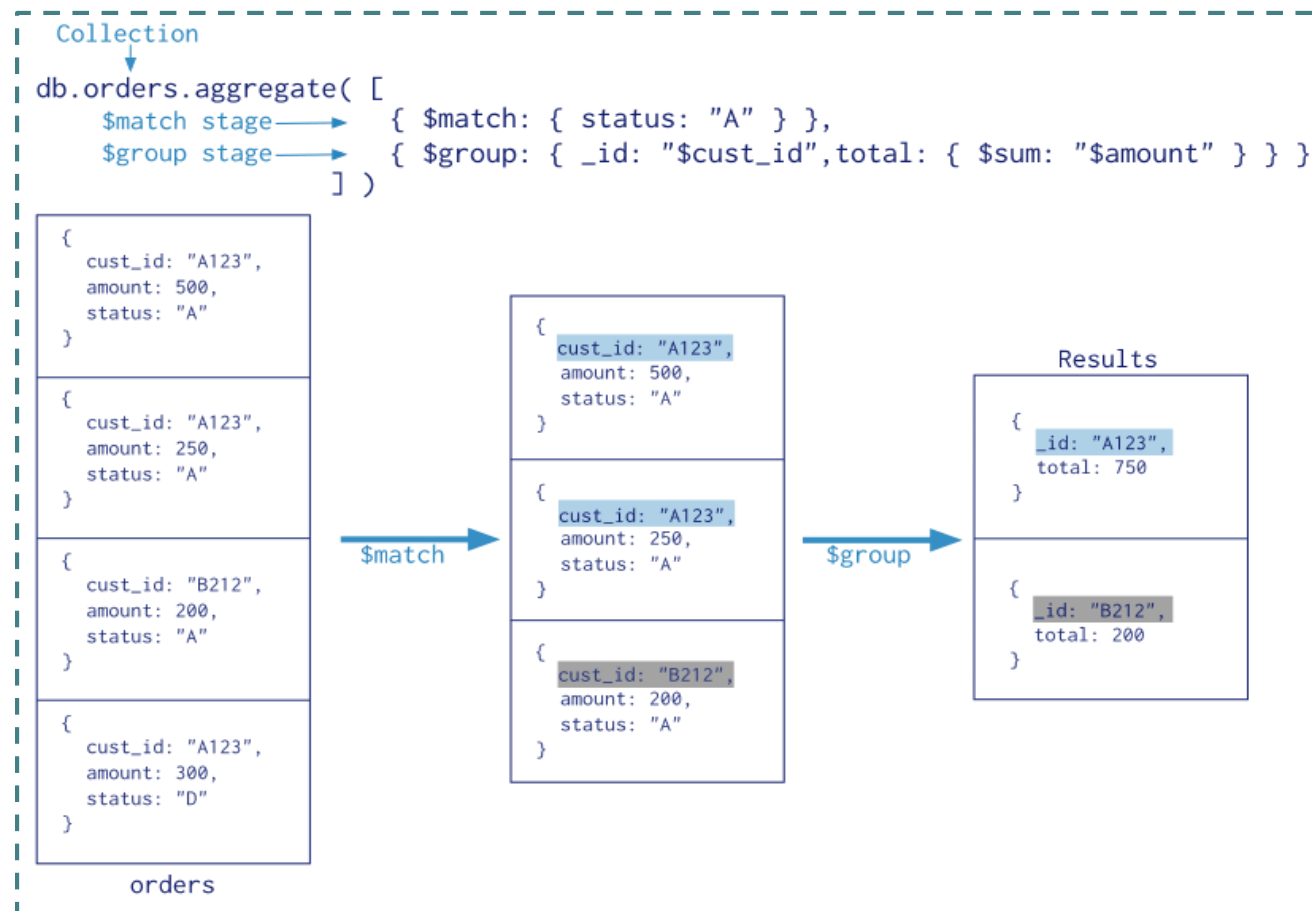 Collection
db.orders.aggregate( [
$match stage
{ $match: { status: "A" } },
$group stage
{ $group: { _id: "$cust_id",total: { $sum: "$amount" } } }
] )
{
cust_id: "A123",
amount: 500,
status: "A"
}
{
cust_id: "A123",
amount: 250,
status: "A"
}
{
cust_id: "B212",
amount: 200,
status: "A"
}
{
cust_id: "A123",
amount: 300,
status: "D"
}
orders
$match
{
cust_id: "A123",
amount: 500,
status: "A"
}
{
cust_id: "A123",
amount: 250,
status: "A"
}
{
cust_id: "B212",
amount: 200,
status: "A"
}
$group
Results
{
_id: "A123",
total: 750
}
{
_id: "B212",
total: 200
}